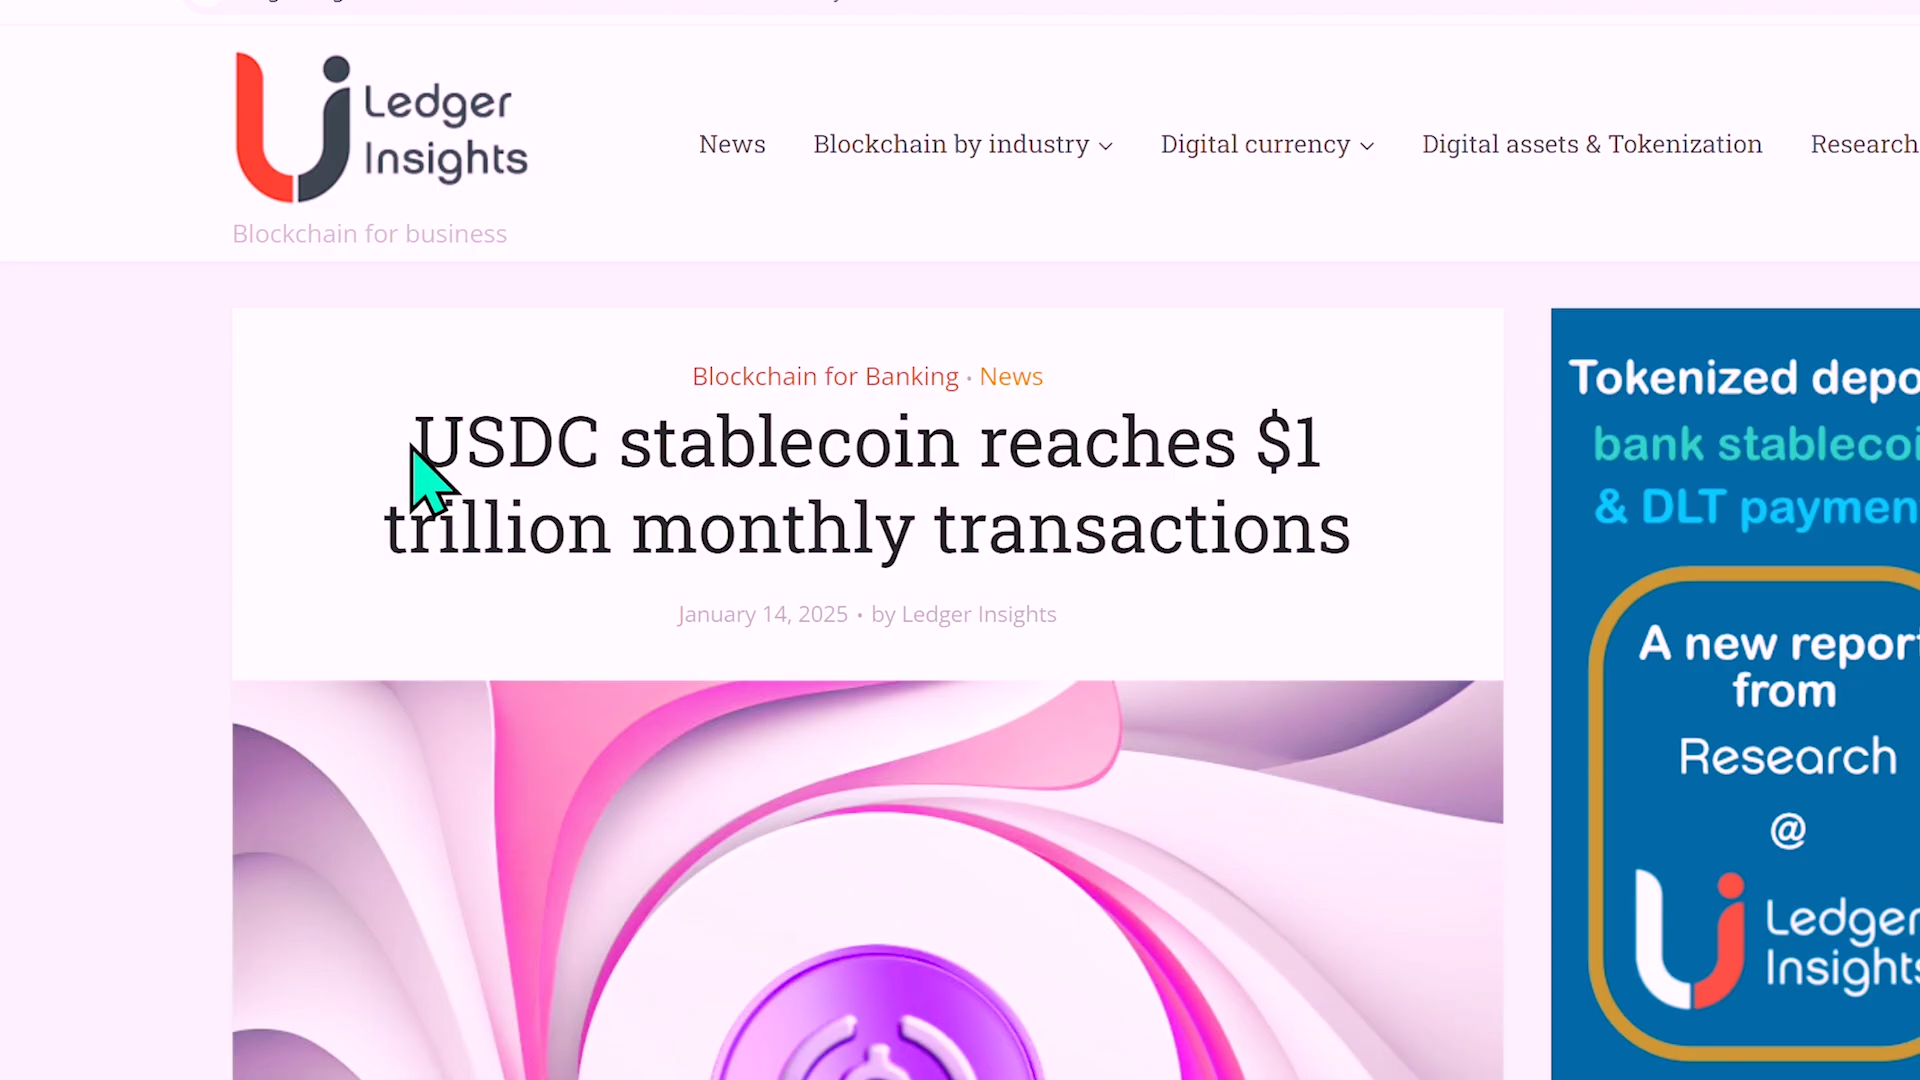 Ledger
Insights
Blockchain for business
News Blockchain by industry Digital currency Digital assets & Tokenization Research
Blockchain for Banking • News
USDC stablecoin reaches $1
trillion monthly transactions
January 14, 2025 • by Ledger Insights
Tokenized depo
bank stablecoi
& DLT paymen
A new report
from
Research
@
Ledger
Insights